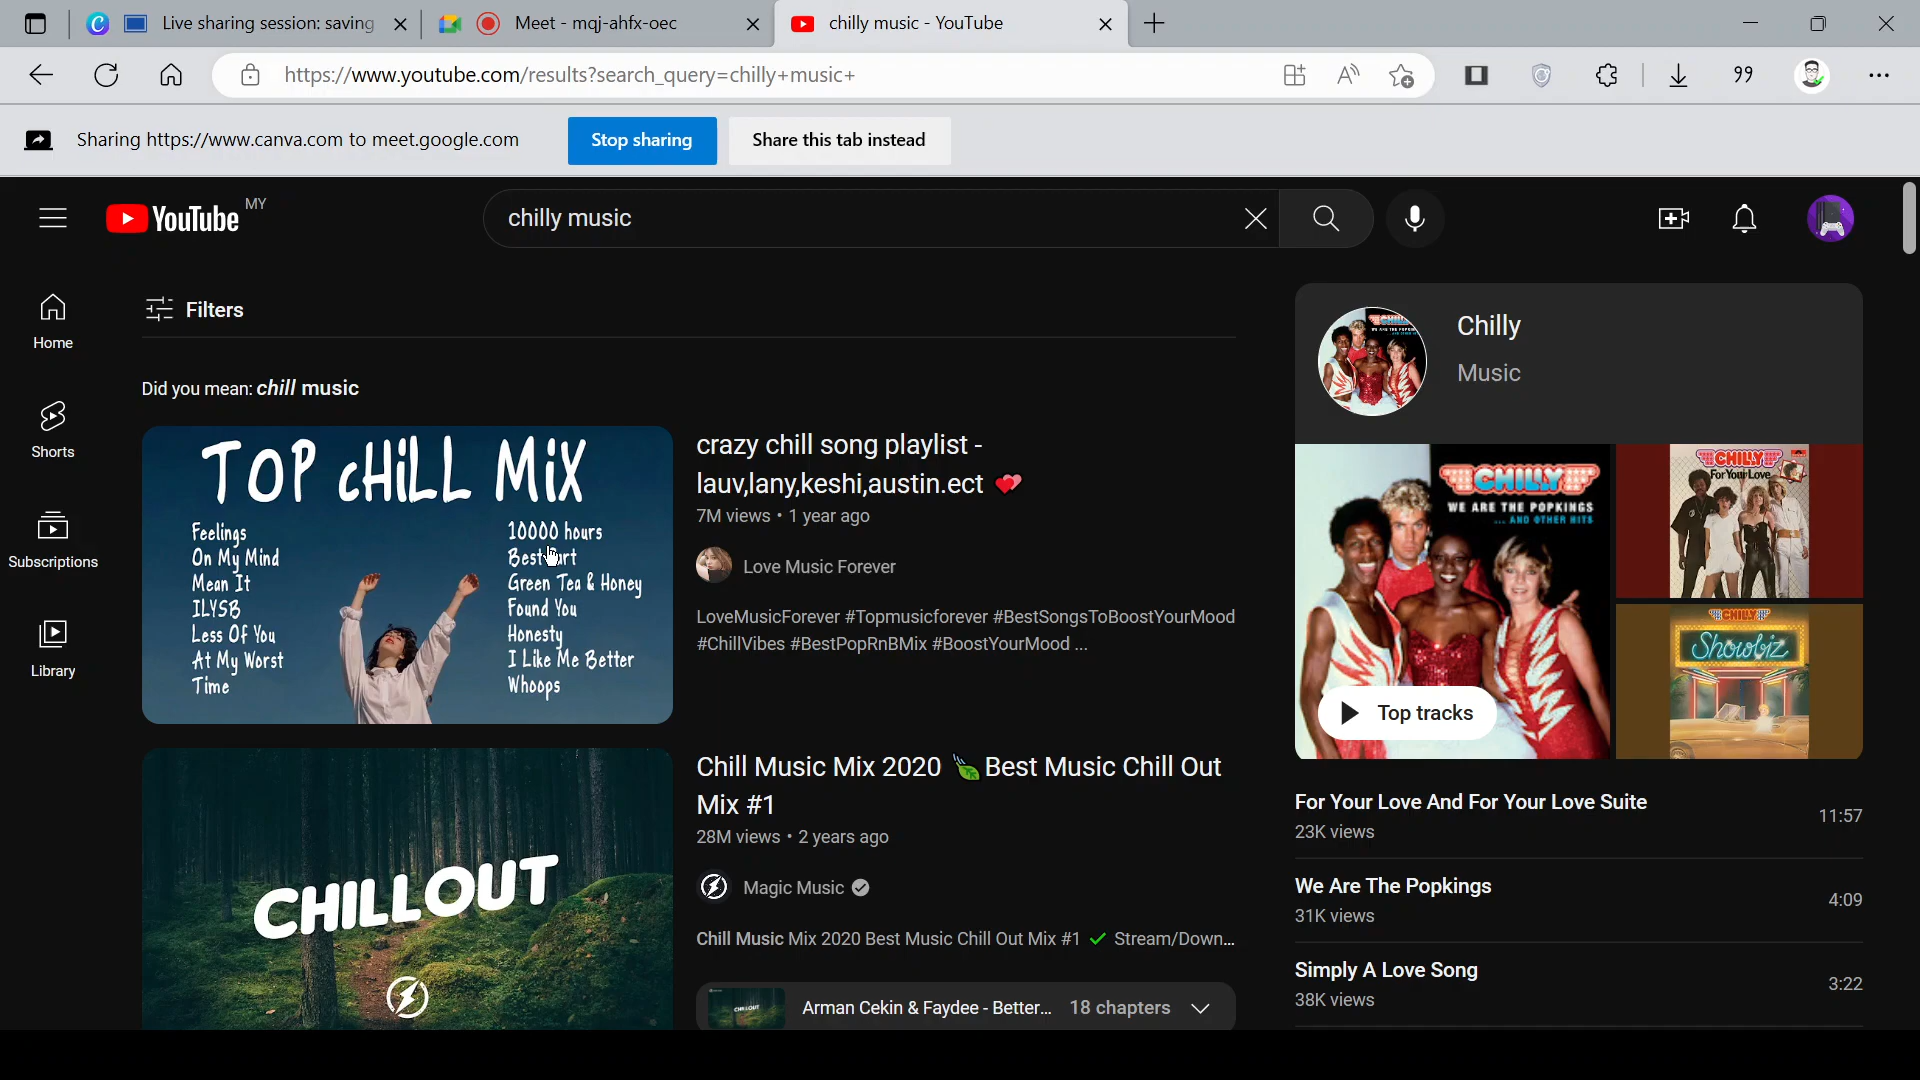 Live sharing session: saving
Meet - mqj-ahfx-oec
chilly music - YouTube
https://www.youtube.com/results?search_query=chilly+music+
Sharing https://www.canva.com to meet.google.com
Stop sharing
Share this tab instead
YouTube MY
chilly music
Home
Shorts
Subscriptions
Library
Filters
Did you mean: chill music
TOP cHiLL MiX
Feelings
On My Mind
Mean It
ILYSB
Less Of You
At My Worst
Time
10000 hours
Green Tea & Honey
Found You
Honesty
I Like Me Better
Whoops
crazy chill song playlist -
lauv,lany,keshi,austin.ect 💕
7M views • 1 year ago
Love Music Forever
LoveMusicForever #Topmusicforever #BestSongsToBoostYourMood
#ChillVibes #BestPopRnBMix #BoostYourMood ...
CHILLOUT
Chill Music Mix 2020 🍃 Best Music Chill Out
Mix #1
28M views • 2 years ago
Magic Music
Chill Music Mix 2020 Best Music Chill Out Mix #1 ✓ Stream/Down...
CHILLOUT
Arman Cekin & Faydee - Better... 18 chapters
Chilly
Music
CHILLY
WE ARE THE POPKINGS
... AND OTHER HITS
Top tracks
CHILLY
For Your Love
CHILLY
Showbiz
For Your Love And For Your Love Suite
23K views
11:57
We Are The Popkings
31K views
4:09
Simply A Love Song
38K views
3:22